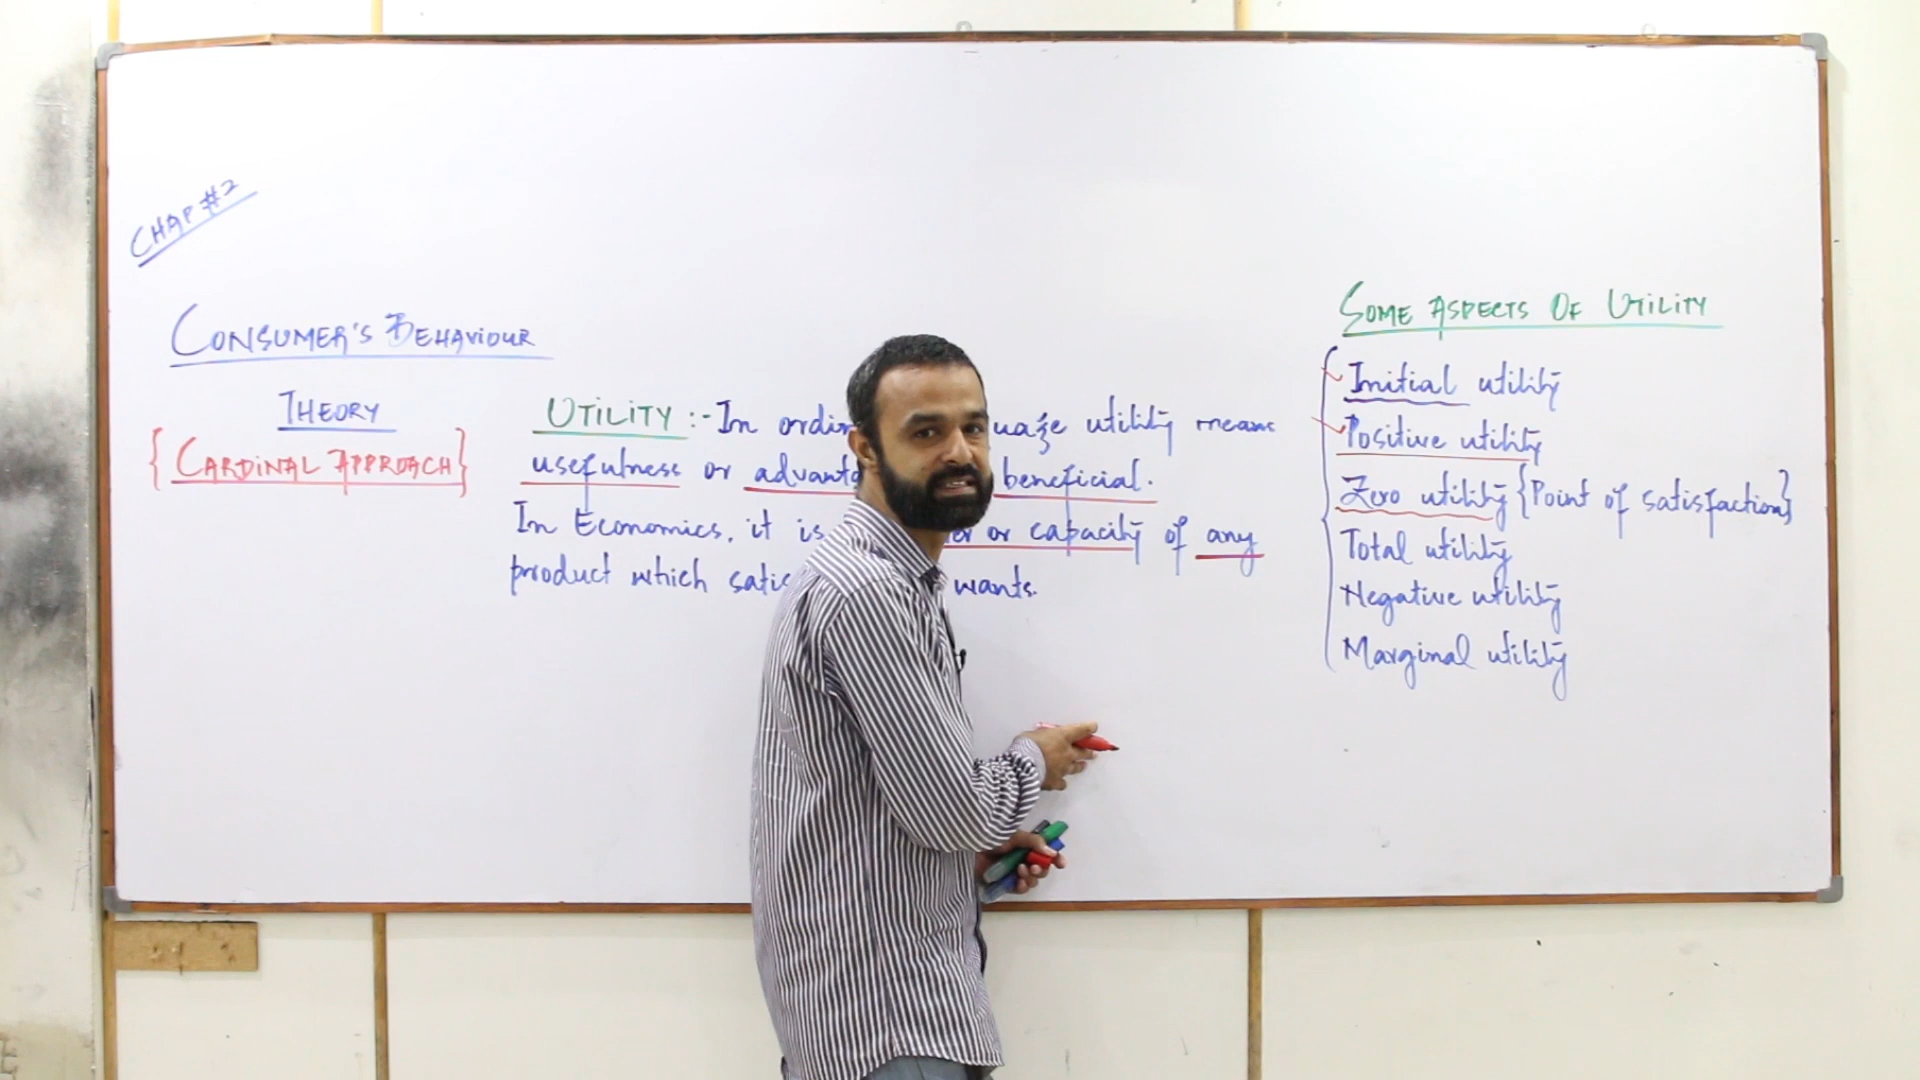 CHAP #2
CONSUMER'S BEHAVIOUR
THEORY
{ CARDINAL APPROACH }
UTILITY :- In utility means
usefulness or beneficial.
In Economics, it is or capacity of any
product which wants.
SOME ASPECTS OF UTILITY
Initial utility
Positive utility
Zero utility {Point of satisfaction}
Total utility
Negative utility
Marginal utility